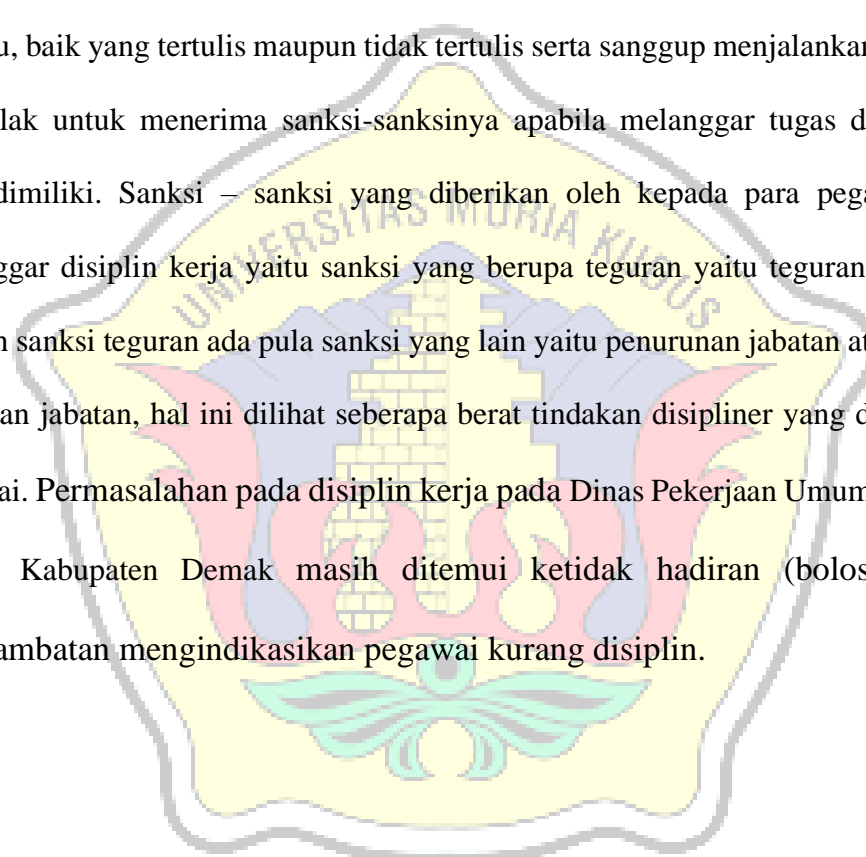 u, baik yang tertulis maupun tidak tertulis serta sanggup menjalankan
lak untuk menerima sanksi-sanksinya apabila melanggar tugas d
dimiliki. Sanksi – sanksi yang diberikan oleh kepada para pega
UNIVERSITAS MURIA KUDUS
ggar disiplin kerja yaitu sanksi yang berupa teguran yaitu teguran
n sanksi teguran ada pula sanksi yang lain yaitu penurunan jabatan at
an jabatan, hal ini dilihat seberapa berat tindakan disipliner yang d
ai. Permasalahan pada disiplin kerja pada Dinas Pekerjaan Umum
Kabupaten Demak masih ditemui ketidak hadiran (bolos
ambatan mengindikasikan pegawai kurang disiplin.